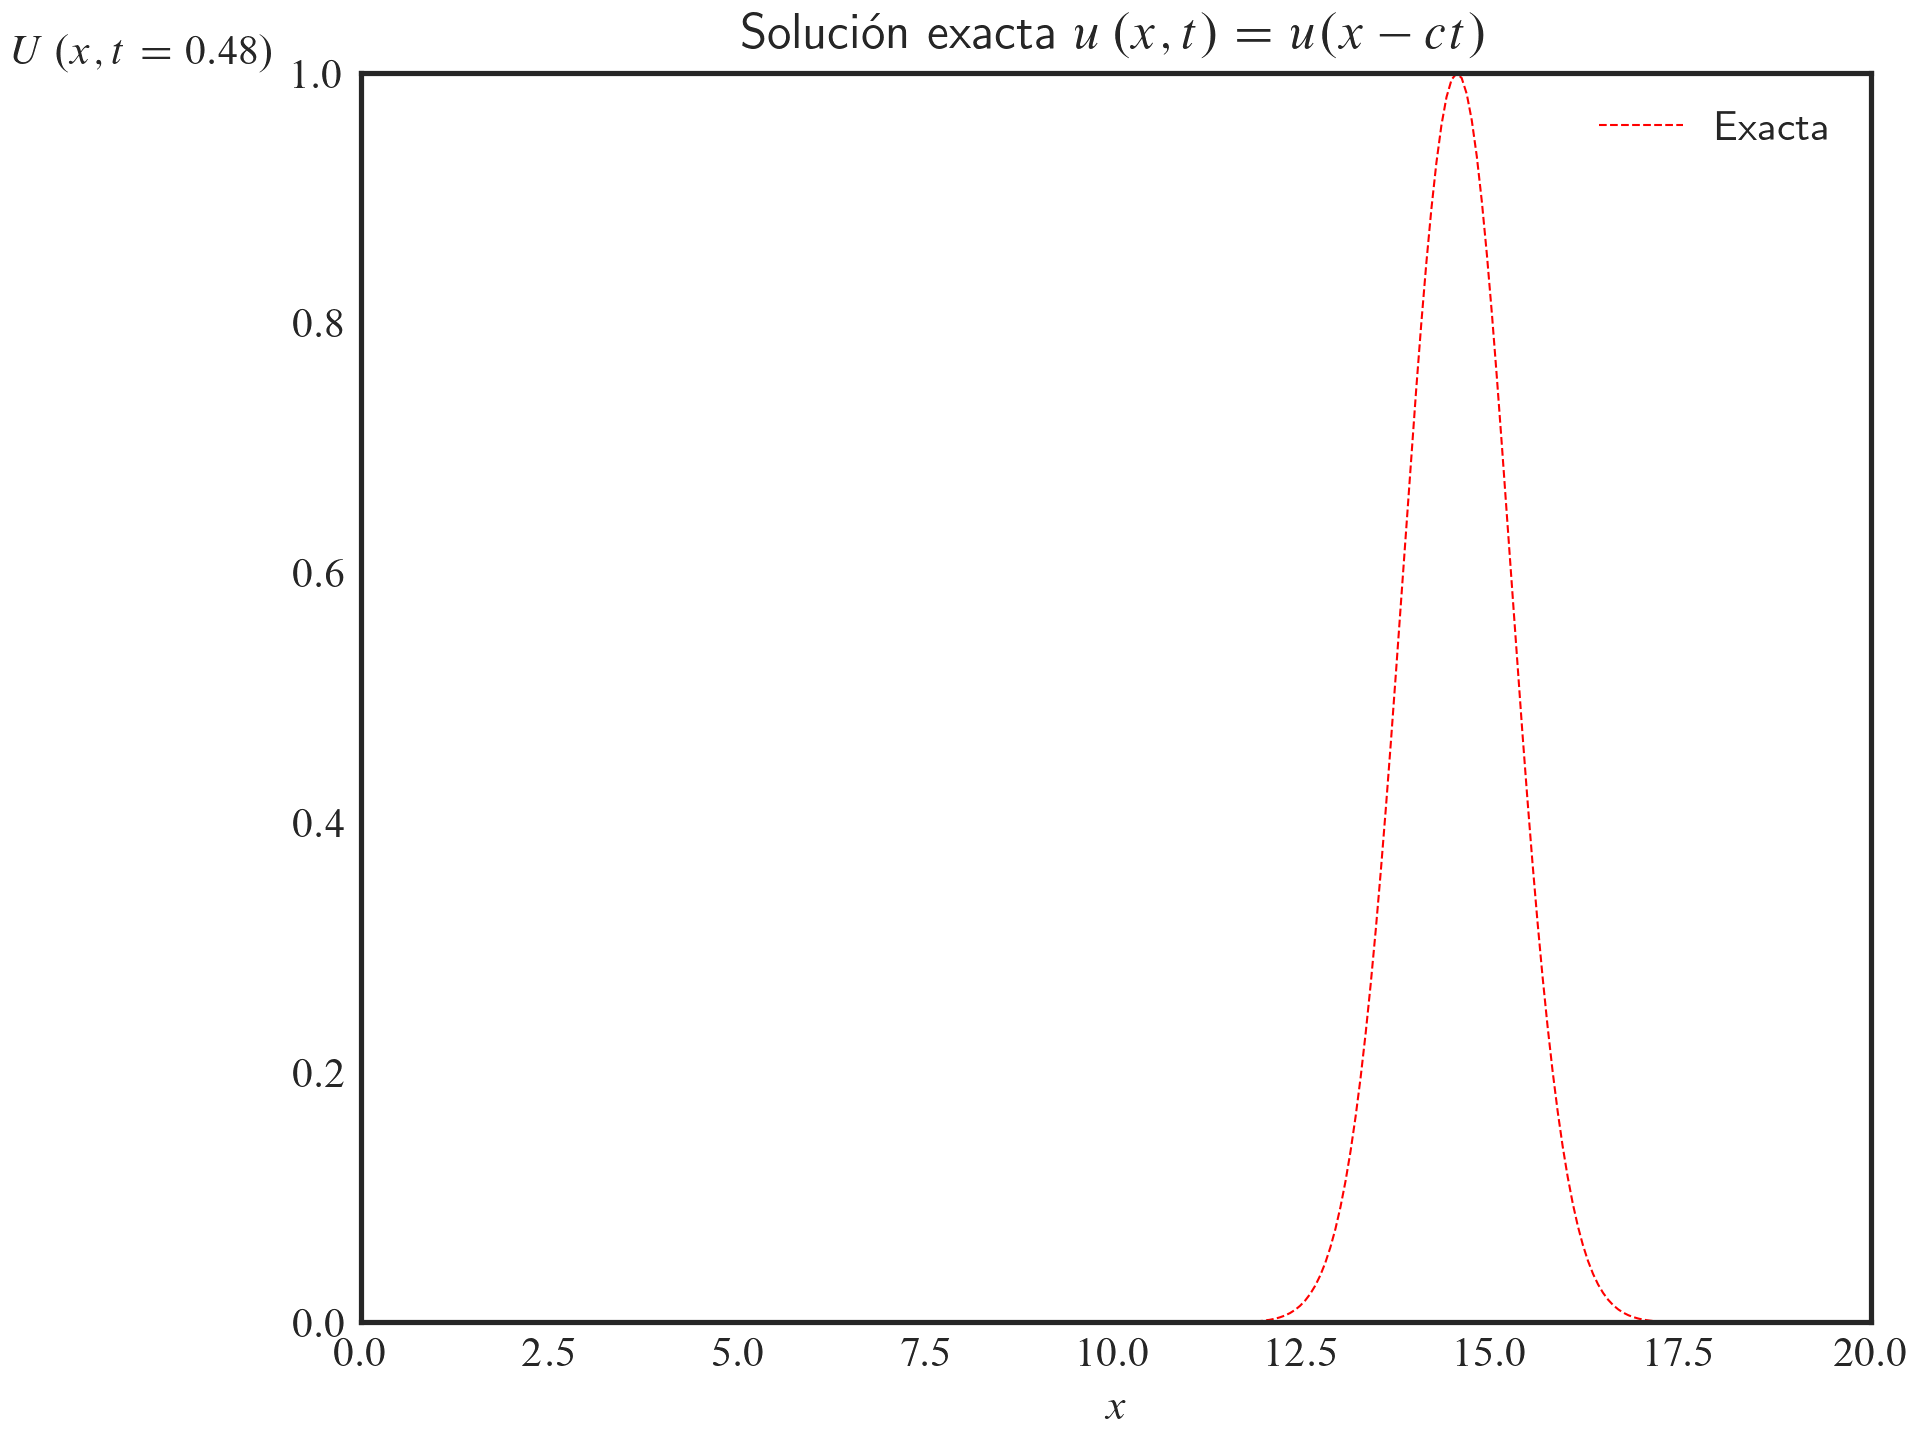 Solución exacta u (x, t) = u(x − ct)
U (x, t = 0.48)
Exacta
1.0
0.8
0.6
0.4
0.2
0.0
0.0 2.5 5.0 7.5 10.0 12.5 15.0 17.5 20.0
x